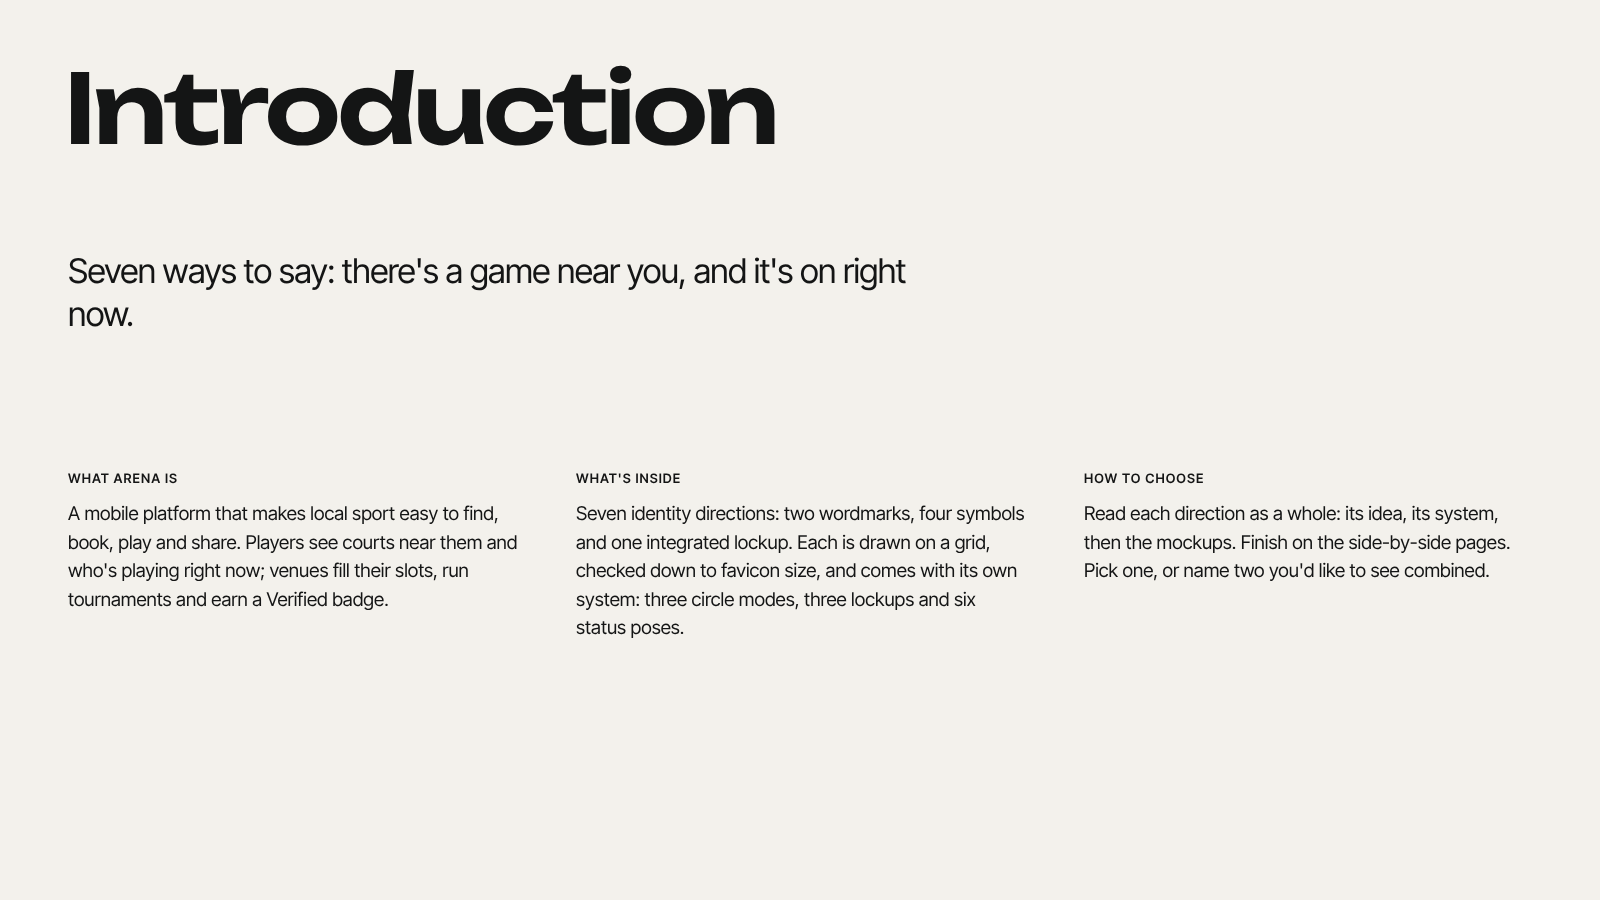 Introduction
Seven ways to say: there's a game near you, and it's on right
now.
WHAT ARENA IS
A mobile platform that makes local sport easy to find,
book, play and share. Players see courts near them and
who's playing right now; venues fill their slots, run
tournaments and earn a Verified badge.
WHAT'S INSIDE
Seven identity directions: two wordmarks, four symbols
and one integrated lockup. Each is drawn on a grid,
checked down to favicon size, and comes with its own
system: three circle modes, three lockups and six
status poses.
HOW TO CHOOSE
Read each direction as a whole: its idea, its system,
then the mockups. Finish on the side-by-side pages.
Pick one, or name two you'd like to see combined.